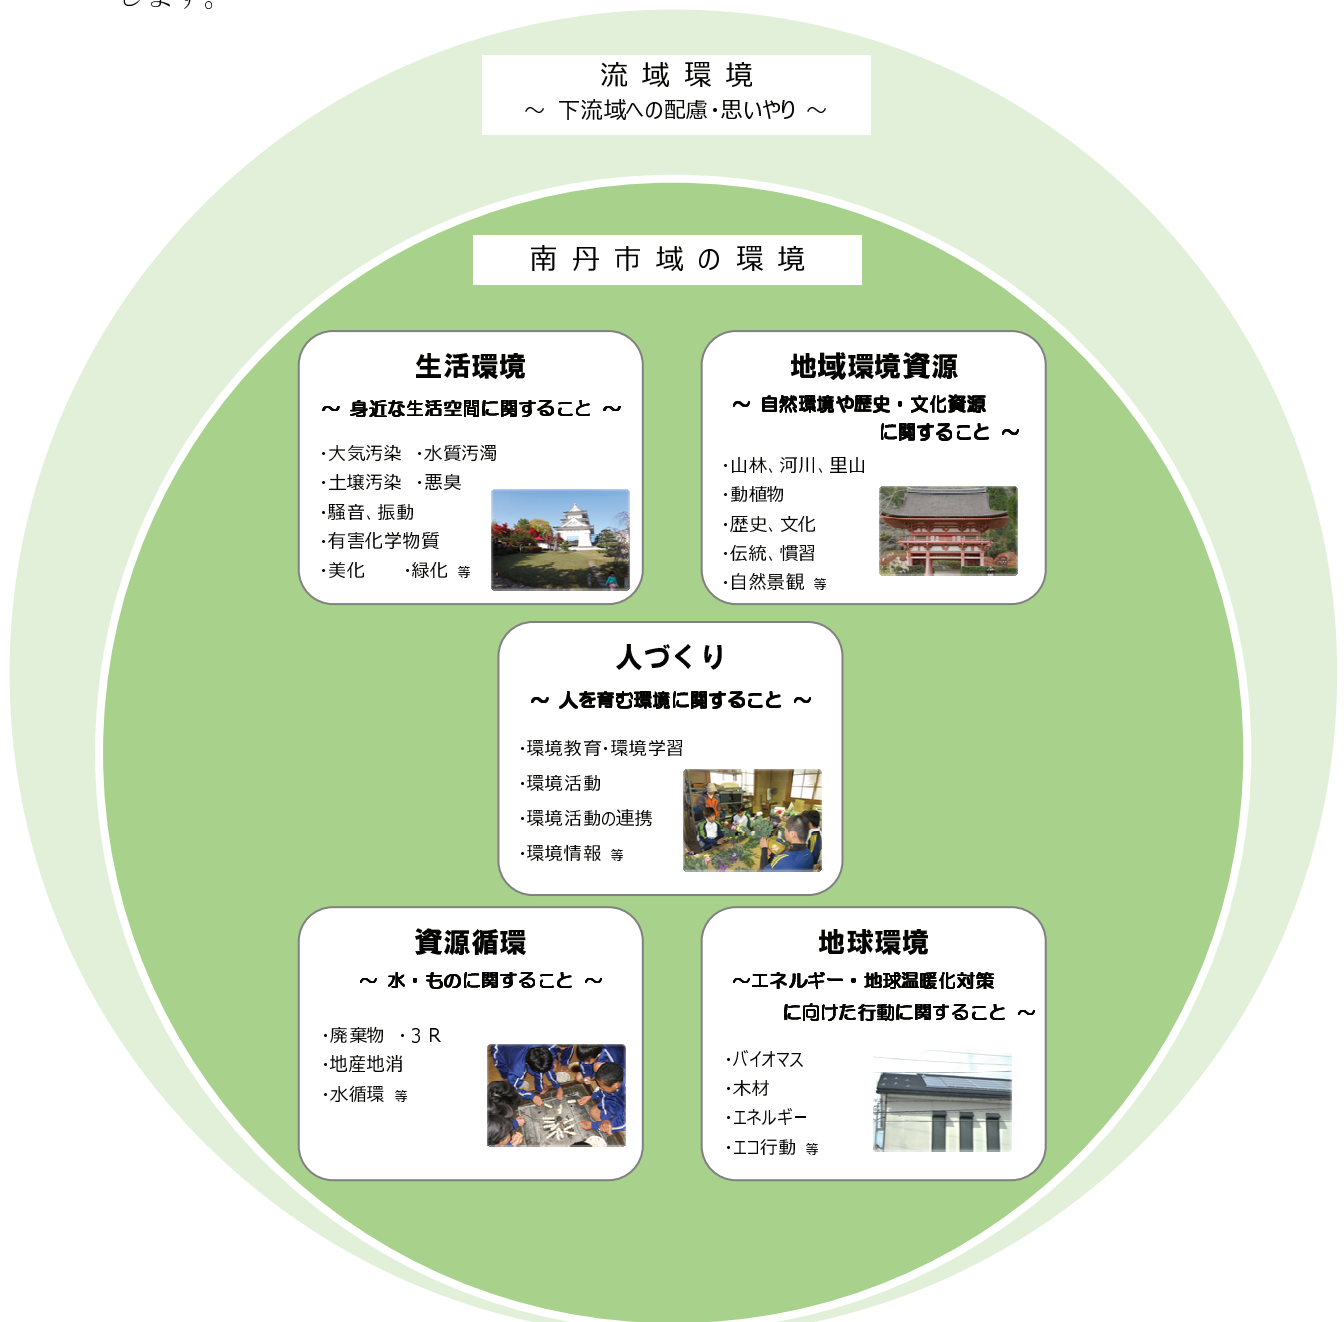 します。
流域環境
～ 下流域への配慮・思いやり ～
南丹市域の環境
生活環境
～ 身近な生活空間に関すること ～
・大気汚染 ・水質汚濁
・土壌汚染 ・悪臭
・騒音、振動
・有害化学物質
・美化 ・緑化 等
地域環境資源
～ 自然環境や歴史・文化資源
に関すること ～
・山林、河川、里山
・動植物
・歴史、文化
・伝統、慣習
・自然景観 等
人づくり
～ 人を育む環境に関すること ～
・環境教育・環境学習
・環境活動
・環境活動の連携
・環境情報 等
資源循環
～ 水・ものに関すること ～
・廃棄物 ・３Ｒ
・地産地消
・水循環 等
地球環境
～エネルギー・地球温暖化対策
に向けた行動に関すること ～
・バイオマス
・木材
・エネルギー
・エコ行動 等